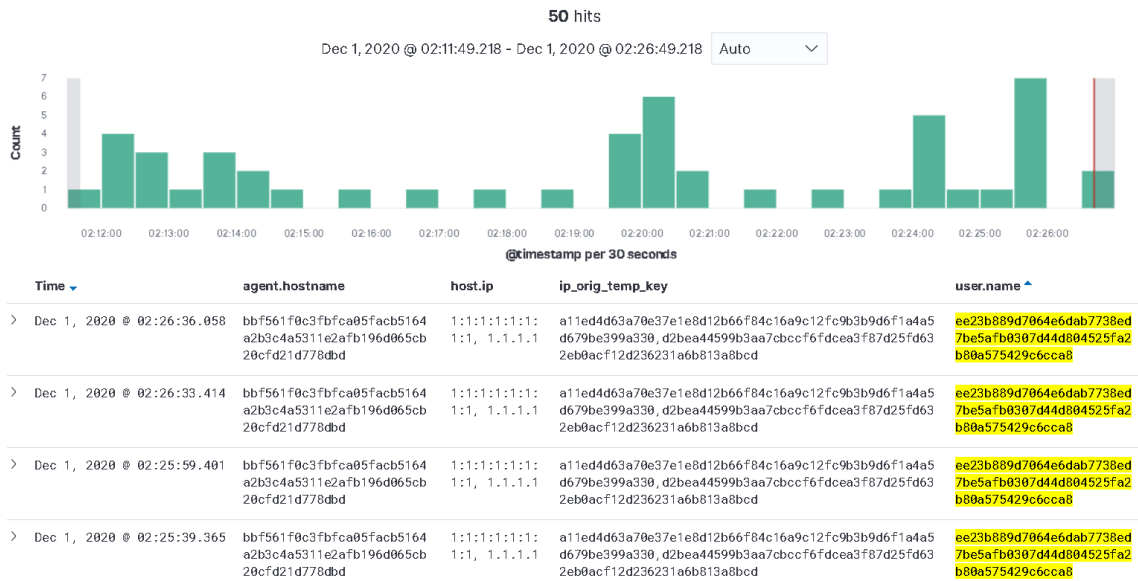 50 hits
Dec 1, 2020 @ 02:11:49.218 - Dec 1, 2020 @ 02:26:49.218 Auto
7
6
5
4
3
2
1
0
Count
02:12:00 02:13:00 02:14:00 02:15:00 02:16:00 02:17:00 02:18:00 02:19:00 02:20:00 02:21:00 02:22:00 02:23:00 02:24:00 02:25:00 02:26:00
@timestamp per 30 seconds
Time agent.hostname host.ip ip_orig_temp_key user.name
Dec 1, 2020 @ 02:26:36.058 bbf561f0c3fbfca05facb5164 1:1:1:1:1:1: a11ed4d63a70e37e1e8d12b66f84c16a9c12fc9b3b9d6f1a4a5 ee23b889d7064e6dab7738ed
a2b3c4a5311e2afb196d065cb 1:1, 1.1.1.1 d679be399a330,d2bea44599b3aa7cbccf6fdcea3f87d25fd63 7be5afb0307d44d804525fa2
20cfd21d778dbd 2eb0acf12d236231a6b813a8bcd b80a575429c6cca8
Dec 1, 2020 @ 02:26:33.414 bbf561f0c3fbfca05facb5164 1:1:1:1:1:1: a11ed4d63a70e37e1e8d12b66f84c16a9c12fc9b3b9d6f1a4a5 ee23b889d7064e6dab7738ed
a2b3c4a5311e2afb196d065cb 1:1, 1.1.1.1 d679be399a330,d2bea44599b3aa7cbccf6fdcea3f87d25fd63 7be5afb0307d44d804525fa2
20cfd21d778dbd 2eb0acf12d236231a6b813a8bcd b80a575429c6cca8
Dec 1, 2020 @ 02:25:59.401 bbf561f0c3fbfca05facb5164 1:1:1:1:1:1: a11ed4d63a70e37e1e8d12b66f84c16a9c12fc9b3b9d6f1a4a5 ee23b889d7064e6dab7738ed
a2b3c4a5311e2afb196d065cb 1:1, 1.1.1.1 d679be399a330,d2bea44599b3aa7cbccf6fdcea3f87d25fd63 7be5afb0307d44d804525fa2
20cfd21d778dbd 2eb0acf12d236231a6b813a8bcd b80a575429c6cca8
Dec 1, 2020 @ 02:25:39.365 bbf561f0c3fbfca05facb5164 1:1:1:1:1:1: a11ed4d63a70e37e1e8d12b66f84c16a9c12fc9b3b9d6f1a4a5 ee23b889d7064e6dab7738ed
a2b3c4a5311e2afb196d065cb 1:1, 1.1.1.1 d679be399a330,d2bea44599b3aa7cbccf6fdcea3f87d25fd63 7be5afb0307d44d804525fa2
20cfd21d778dbd 2eb0acf12d236231a6b813a8bcd b80a575429c6cca8